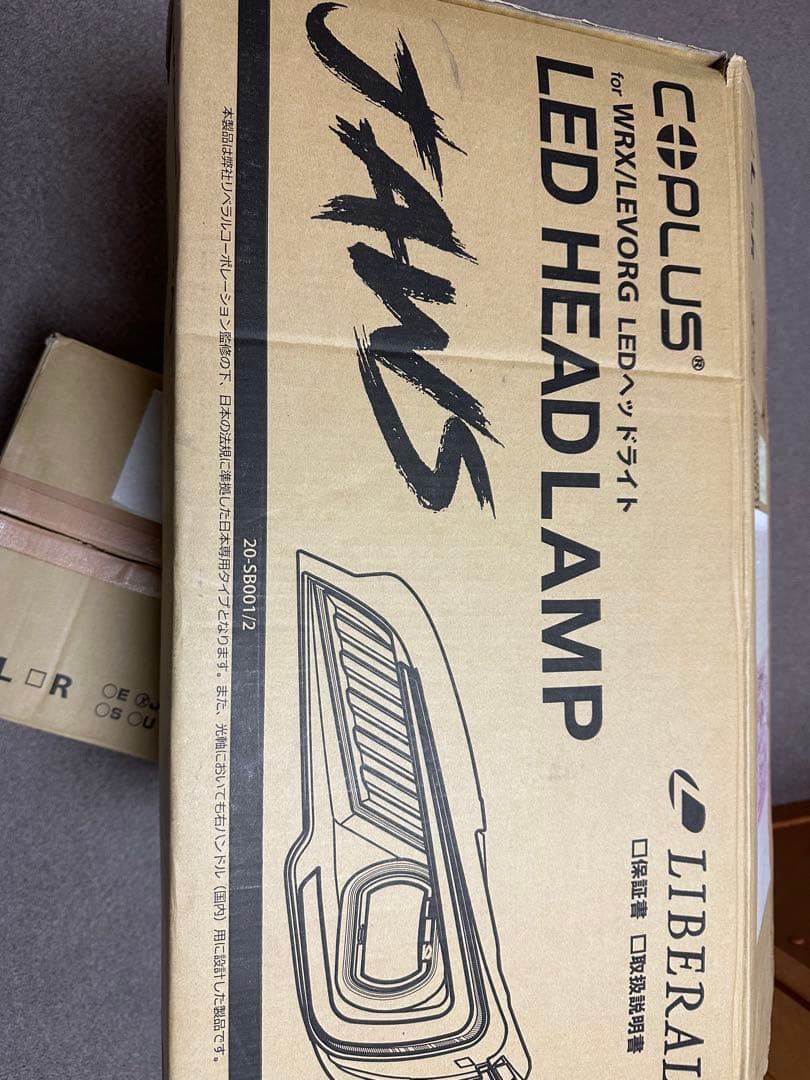 COPLUS®
for WRX/LEVORG LEDヘッドライト
LED HEAD LAMP
JAWS
LIBERAL
□保証書 □取扱説明書
20-SB001/2
本製品は弊社リベラルコーポレーション監修の下、日本の法規に準拠した日本専用タイプとなります。また、光軸においても右ハンドル（国内）用に設計した製品です。
L □R
○E ○J
○S ○U